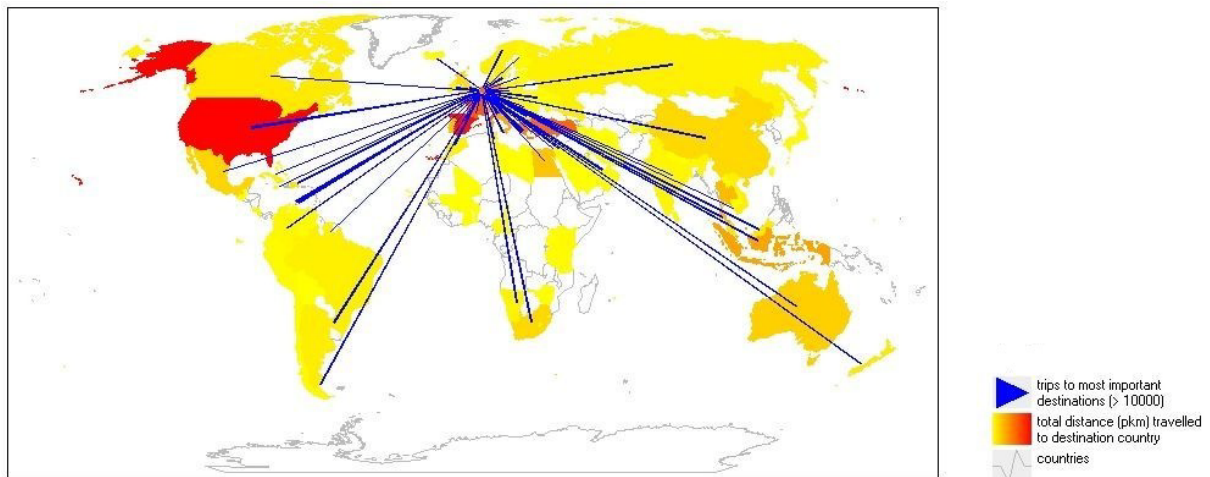 trips to most important
destinations (> 10000)
total distance (pkm) travelled
to destination country
countries